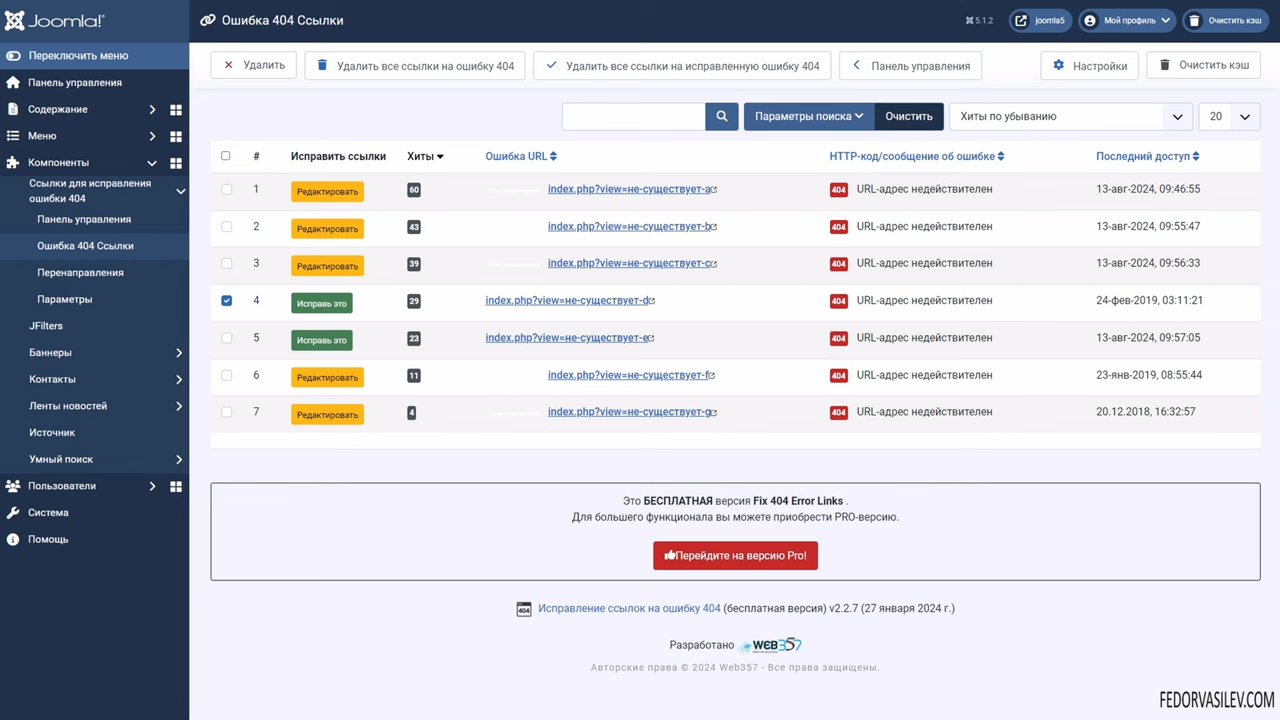 Joomla!
Ошибка 404 Ссылки
5.1.2
joomla5
Мой профиль
Очистить кэш
Переключить меню
Панель управления
Содержание
Меню
Компоненты
Ссылки для исправления
ошибки 404
Панель управления
Ошибка 404 Ссылки
Перенаправления
Параметры
JFilters
Баннеры
Контакты
Ленты новостей
Источник
Умный поиск
Пользователи
Система
Помощь
Удалить
Удалить все ссылки на ошибку 404
Удалить все ссылки на исправленную ошибку 404
Панель управления
Настройки
Очистить кэш
Параметры поиска
Очистить
Хиты по убыванию
20
# Исправить ссылки Хиты Ошибка URL HTTP-код/сообщение об ошибке Последний доступ
1 Редактировать 60 index.php?view=не-существует-a 404 URL-адрес недействителен 13-авг-2024, 09:46:55
2 Редактировать 43 index.php?view=не-существует-b 404 URL-адрес недействителен 13-авг-2024, 09:55:47
3 Редактировать 39 index.php?view=не-существует-c 404 URL-адрес недействителен 13-авг-2024, 09:56:33
4 Исправь это 29 index.php?view=не-существует-d 404 URL-адрес недействителен 24-фев-2019, 03:11:21
5 Исправь это 23 index.php?view=не-существует-e 404 URL-адрес недействителен 13-авг-2024, 09:57:05
6 Редактировать 11 index.php?view=не-существует-f 404 URL-адрес недействителен 23-янв-2019, 08:55:44
7 Редактировать 4 index.php?view=не-существует-g 404 URL-адрес недействителен 20.12.2018, 16:32:57
Это БЕСПЛАТНАЯ версия Fix 404 Error Links .
Для большего функционала вы можете приобрести PRO-версию.
Перейдите на версию Pro!
404 Исправление ссылок на ошибку 404 (бесплатная версия) v2.2.7 (27 января 2024 г.)
Разработано WEB357
Авторские права © 2024 Web357 - Все права защищены.
FEDORVASILEV.COM